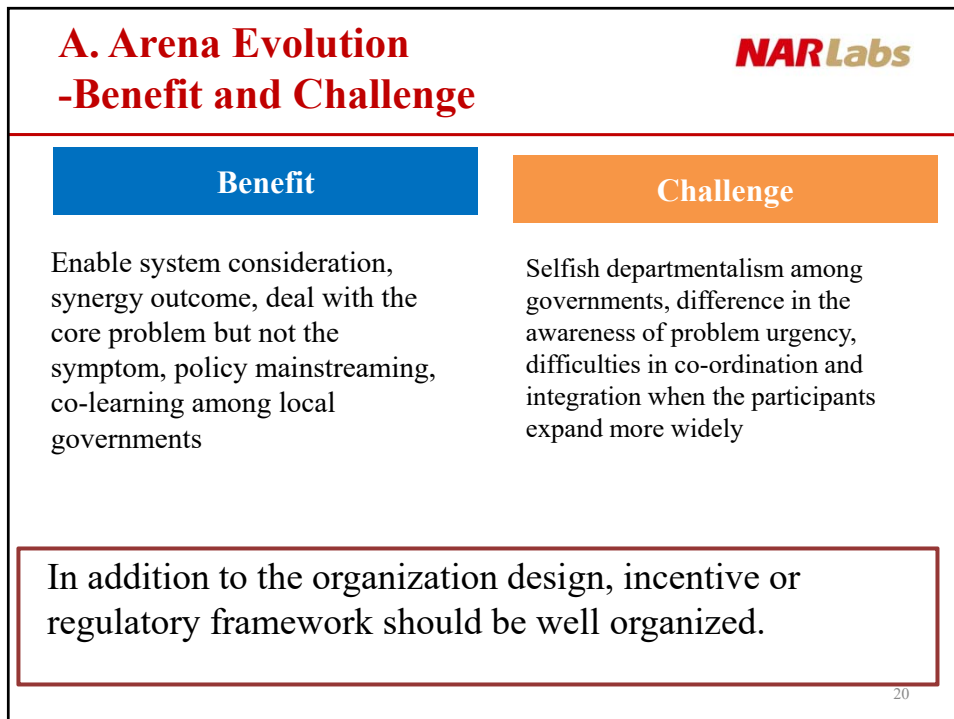 A. Arena Evolution
-Benefit and Challenge
NARLabs
Benefit
Enable system consideration,
synergy outcome, deal with the
core problem but not the
symptom, policy mainstreaming,
co-learning among local
governments
Challenge
Selfish departmentalism among
governments, difference in the
awareness of problem urgency,
difficulties in co-ordination and
integration when the participants
expand more widely
In addition to the organization design, incentive or
regulatory framework should be well organized.
20